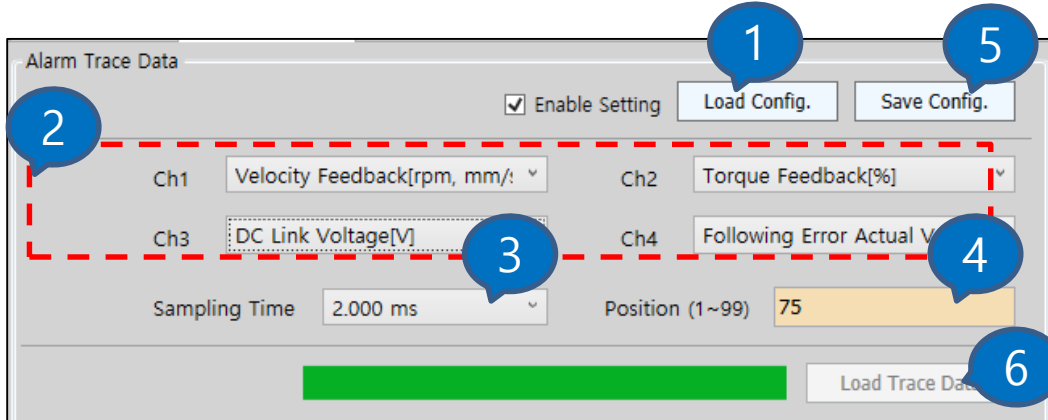 1
5
Alarm Trace Data
Enable Setting Load Config. Save Config.
2
Ch1 Velocity Feedback[rpm, mm/ Ch2 Torque Feedback[%]
Ch3 DC Link Voltage[V] Ch4 Following Error Actual V
3
4
Sampling Time 2.000 ms Position (1~99) 75
Load Trace Data
6